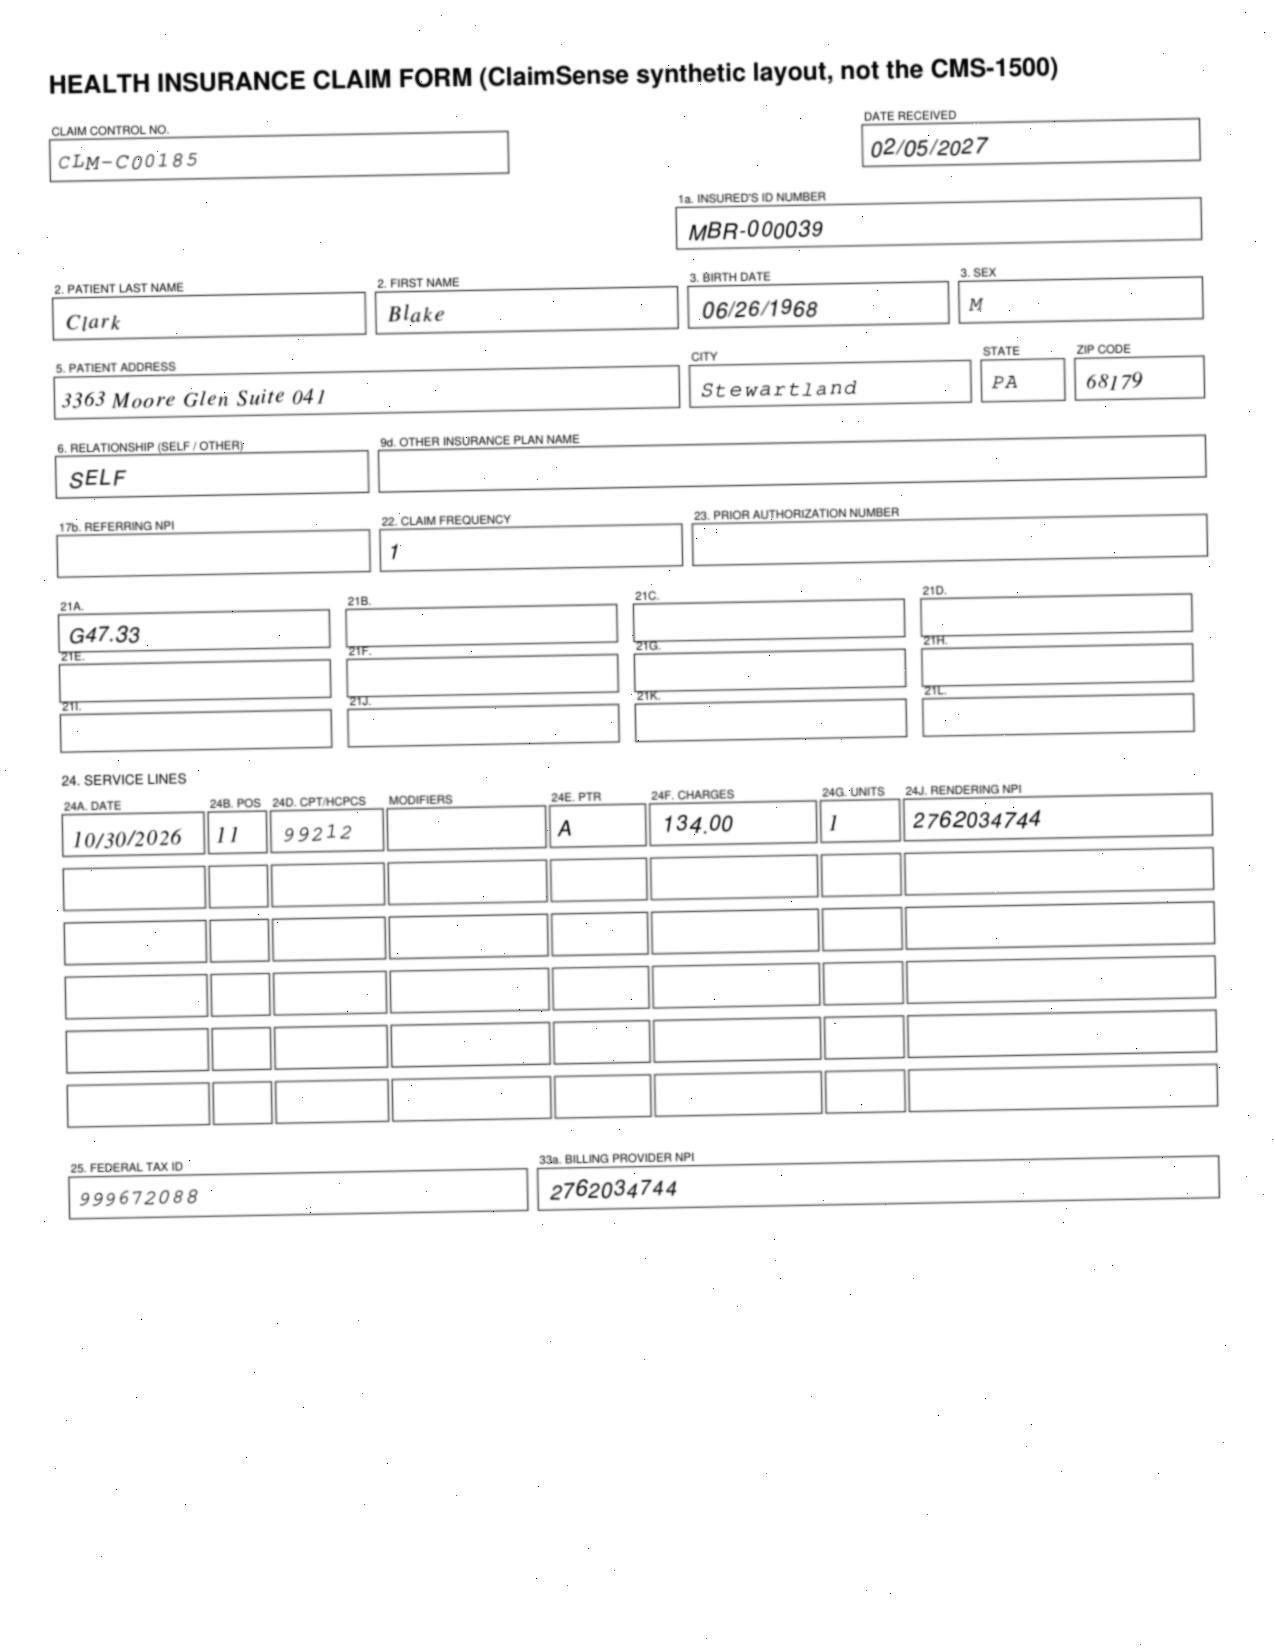 HEALTH INSURANCE CLAIM FORM (ClaimSense synthetic layout, not the CMS-1500)
CLAIM CONTROL NO. DATE RECEIVED
CLM-C00185 02/05/2027
1a. INSURED'S ID NUMBER
MBR-000039
2. PATIENT LAST NAME 2. FIRST NAME 3. BIRTH DATE 3. SEX
Clark Blake 06/26/1968 M
5. PATIENT ADDRESS CITY STATE ZIP CODE
3363 Moore Glen Suite 041 Stewartland PA 68179
6. RELATIONSHIP (SELF / OTHER) 9d. OTHER INSURANCE PLAN NAME
SELF
17b. REFERRING NPI 22. CLAIM FREQUENCY 23. PRIOR AUTHORIZATION NUMBER
1
21A. 21B. 21C. 21D.
G47.33
21E. 21F. 21G. 21H.
21I. 21J. 21K. 21L.
24. SERVICE LINES
24A. DATE 24B. POS 24D. CPT/HCPCS MODIFIERS 24E. PTR 24F. CHARGES 24G. UNITS 24J. RENDERING NPI
10/30/2026 11 99212 A 134.00 1 2762034744
25. FEDERAL TAX ID 33a. BILLING PROVIDER NPI
999672088 2762034744